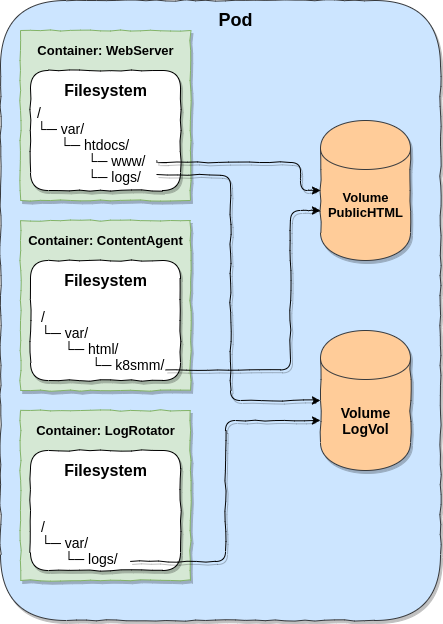 Pod
Container: WebServer
Filesystem
/
└─ var/
└─ htdocs/
└─ www/
└─ logs/
Container: ContentAgent
Filesystem
/
└─ var/
└─ html/
└─ k8smm/
Container: LogRotator
Filesystem
/
└─ var/
└─ logs/
Volume
PublicHTML
Volume
LogVol